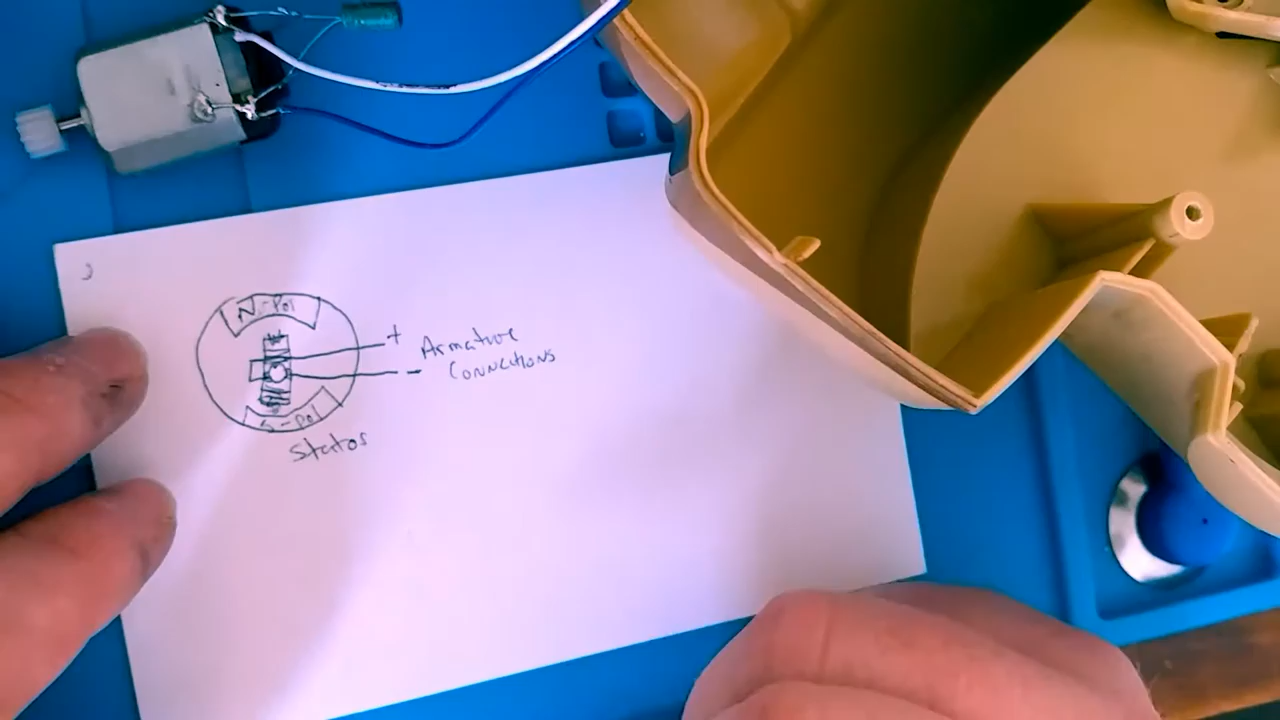 N-Pol
+ Armature
- Connections
S-Pol
Stator